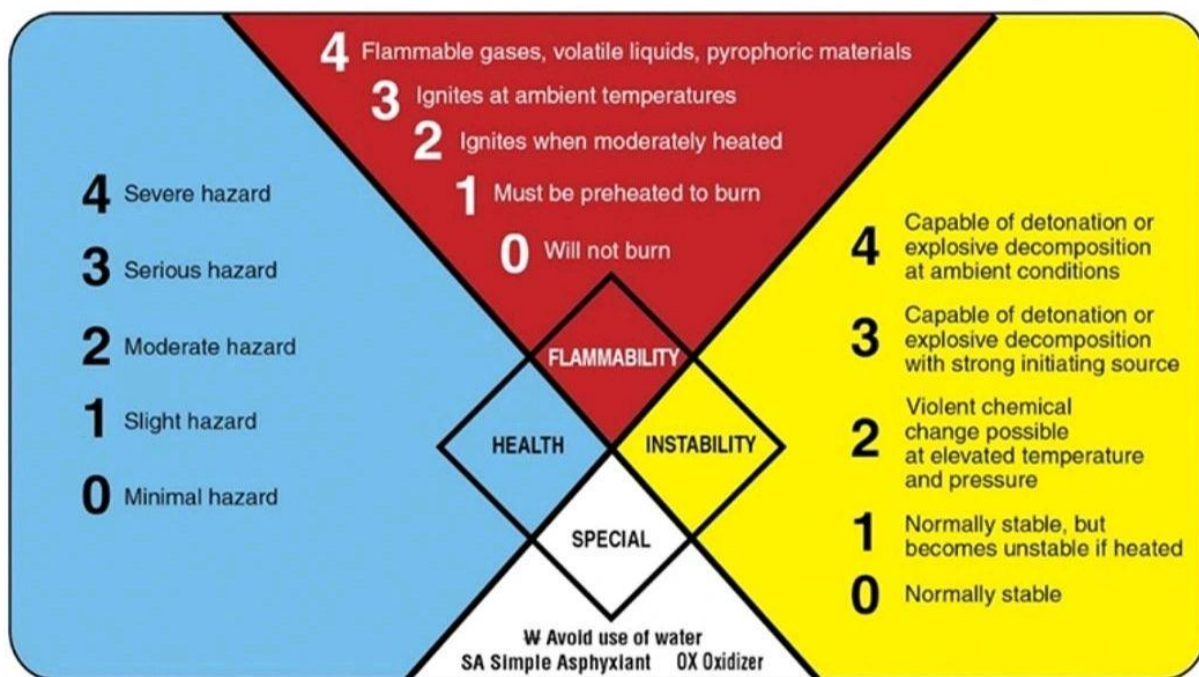 4 Flammable gases, volatile liquids, pyrophoric materials
3 Ignites at ambient temperatures
2 Ignites when moderately heated
1 Must be preheated to burn
0 Will not burn
FLAMMABILITY
4 Severe hazard
3 Serious hazard
2 Moderate hazard
1 Slight hazard
0 Minimal hazard
HEALTH
INSTABILITY
4 Capable of detonation or
explosive decomposition
at ambient conditions
3 Capable of detonation or
explosive decomposition
with strong initiating source
2 Violent chemical
change possible
at elevated temperature
and pressure
1 Normally stable, but
becomes unstable if heated
0 Normally stable
SPECIAL
W̶ Avoid use of water
SA Simple Asphyxiant OX Oxidizer